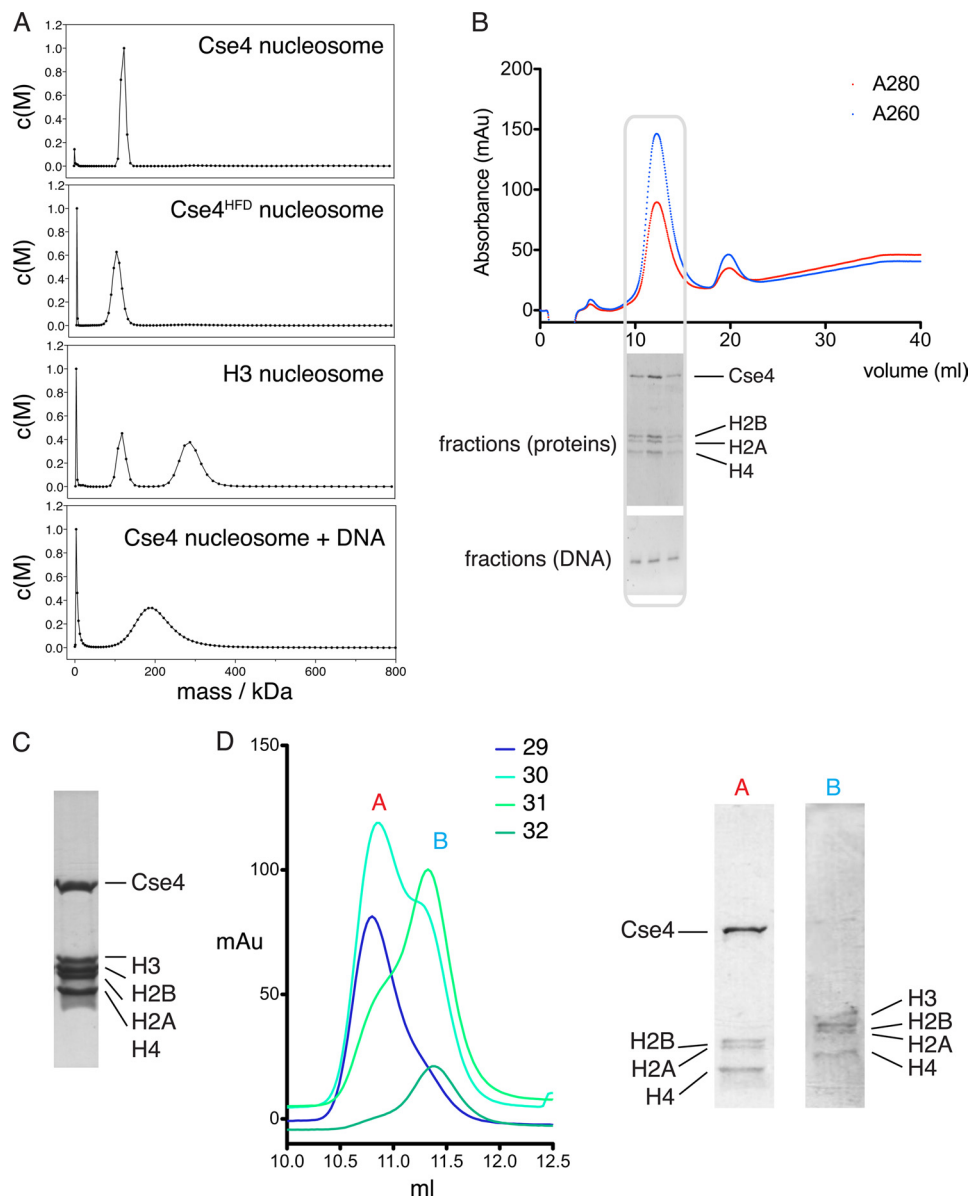 A
Cse4 nucleosome
c(M)
1.2
1.0
0.8
0.6
0.4
0.2
0.0
Cse4HFD nucleosome
c(M)
1.2
1.0
0.8
0.6
0.4
0.2
0.0
H3 nucleosome
c(M)
1.2
1.0
0.8
0.6
0.4
0.2
0.0
Cse4 nucleosome + DNA
c(M)
1.2
1.0
0.8
0.6
0.4
0.2
0.0
0 200 400 600 800
mass / kDa
B
Absorbance (mAu)
200
150
100
50
0
A280
A260
0 10 20 30 40
volume (ml)
Cse4
H2B
H2A
H4
fractions (proteins)
fractions (DNA)
C
Cse4
H3
H2B
H2A
H4
D
150
100
50
0
mAu
29
30
31
32
A
B
10.0 10.5 11.0 11.5 12.0 12.5
ml
A
Cse4
H2B
H2A
H4
B
H3
H2B
H2A
H4